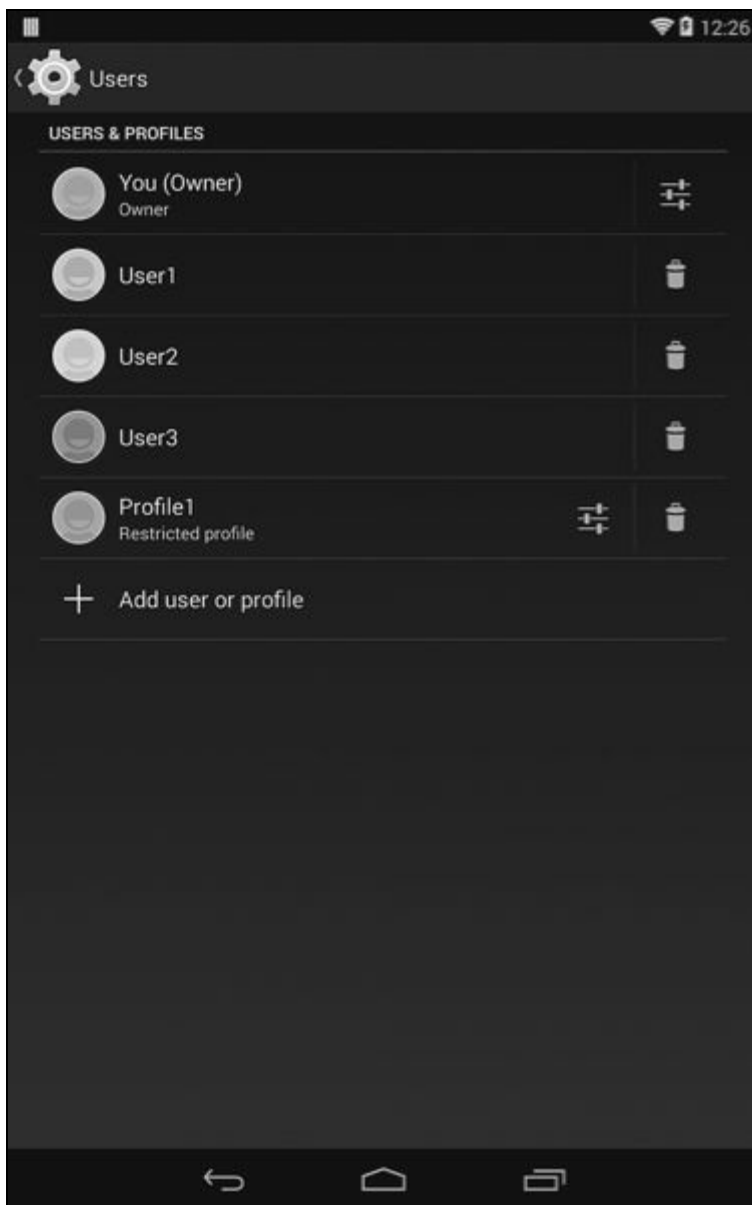 12:26
Users
USERS & PROFILES
You (Owner)
Owner
User1
User2
User3
Profile1
Restricted profile
Add user or profile